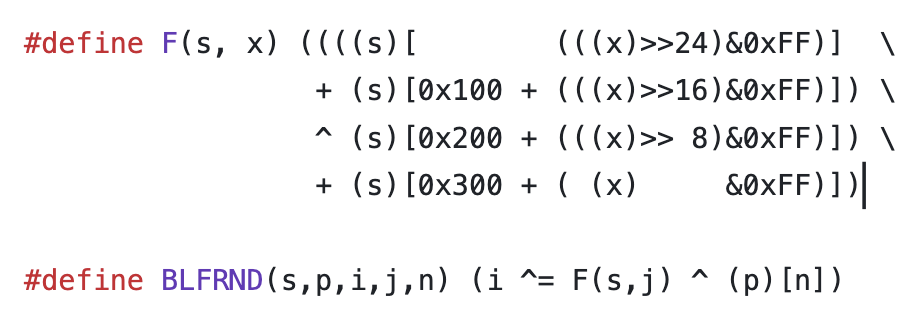 #define F(s, x) ((((s)[        (((x)>>24)&0xFF)]  \
                 + (s)[0x100 + (((x)>>16)&0xFF)]) \
                 ^ (s)[0x200 + (((x)>> 8)&0xFF)]) \
                 + (s)[0x300 + ( (x)     &0xFF)])
#define BLFRND(s,p,i,j,n) (i ^= F(s,j) ^ (p)[n])